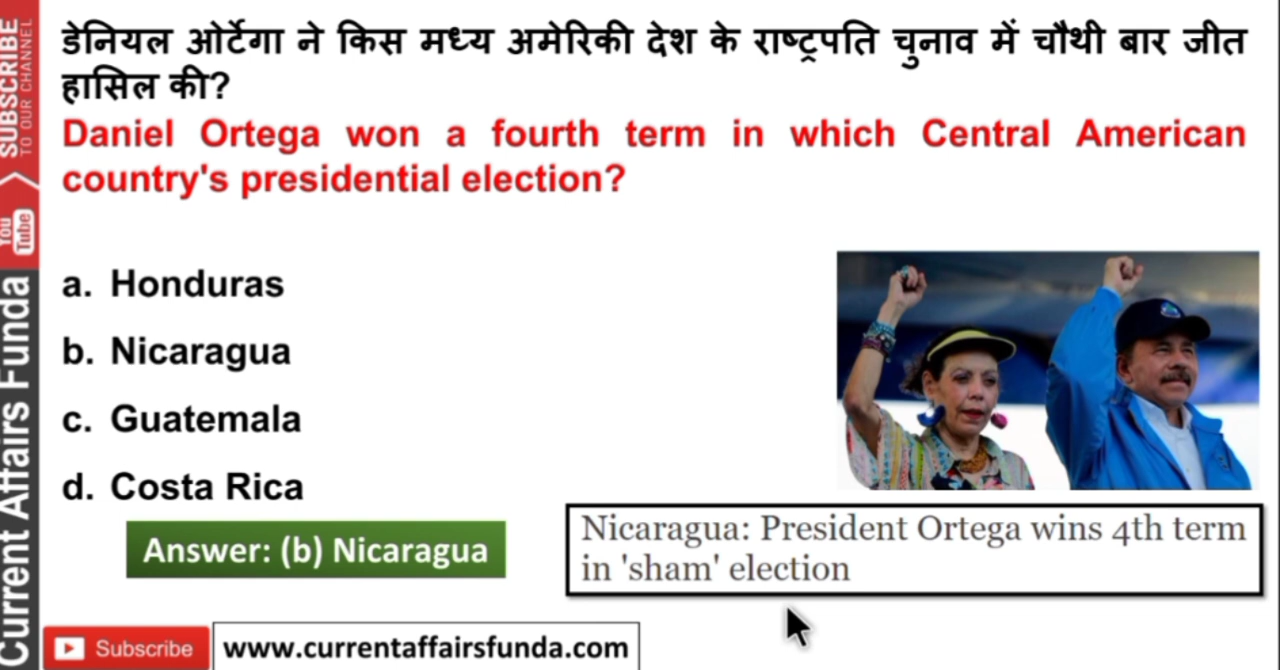 डेनियल ओर्टेगा ने किस मध्य अमेरिकी देश के राष्ट्रपति चुनाव में चौथी बार जीत
हासिल की?
Daniel Ortega won a fourth term in which Central American
country's presidential election?
a. Honduras
b. Nicaragua
c. Guatemala
d. Costa Rica
Answer: (b) Nicaragua
Nicaragua: President Ortega wins 4th term
in 'sham' election
Subscribe
www.currentaffairsfunda.com
SUBSCRIBE
TO OUR CHANNEL
You
Tube
Current Affairs Funda